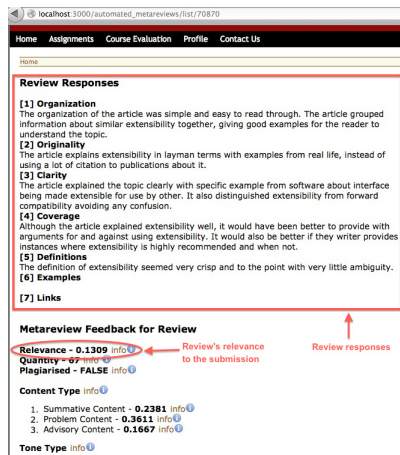 localhost:3000/automated_metareviews/list/70870
Home Assignments Course Evaluation Profile Contact Us
Home
Review Responses
[1] Organization
The organization of the article was simple and easy to read through. The article grouped
information about similar extensibility together, giving good examples for the reader to
understand the topic.
[2] Originality
The article explains extensibility in layman terms with examples from real life, instead of
using a lot of citation to publications about it.
[3] Clarity
The article explained the topic clearly with specific example from software about interface
being made extensible for use by other. It also distinguished extensibility from forward
compatibility avoiding any confusion.
[4] Coverage
Although the article explained extensibility well, it would have been better to provide with
arguments for and against using extensibility. It would also be better if they writer provides
instances where extensibility is highly recommended and when not.
[5] Definitions
The definition of extensibility seemed very crisp and to the point with very little ambiguity.
[6] Examples
[7] Links
Metareview Feedback for Review
Relevance - 0.1309 info
Review's relevance
to the submission
Review responses
Quantity - 67 info
Plagiarised - FALSE info
Content Type info
1. Summative Content - 0.2381 info
2. Problem Content - 0.3611 info
3. Advisory Content - 0.1667 info
Tone Type info